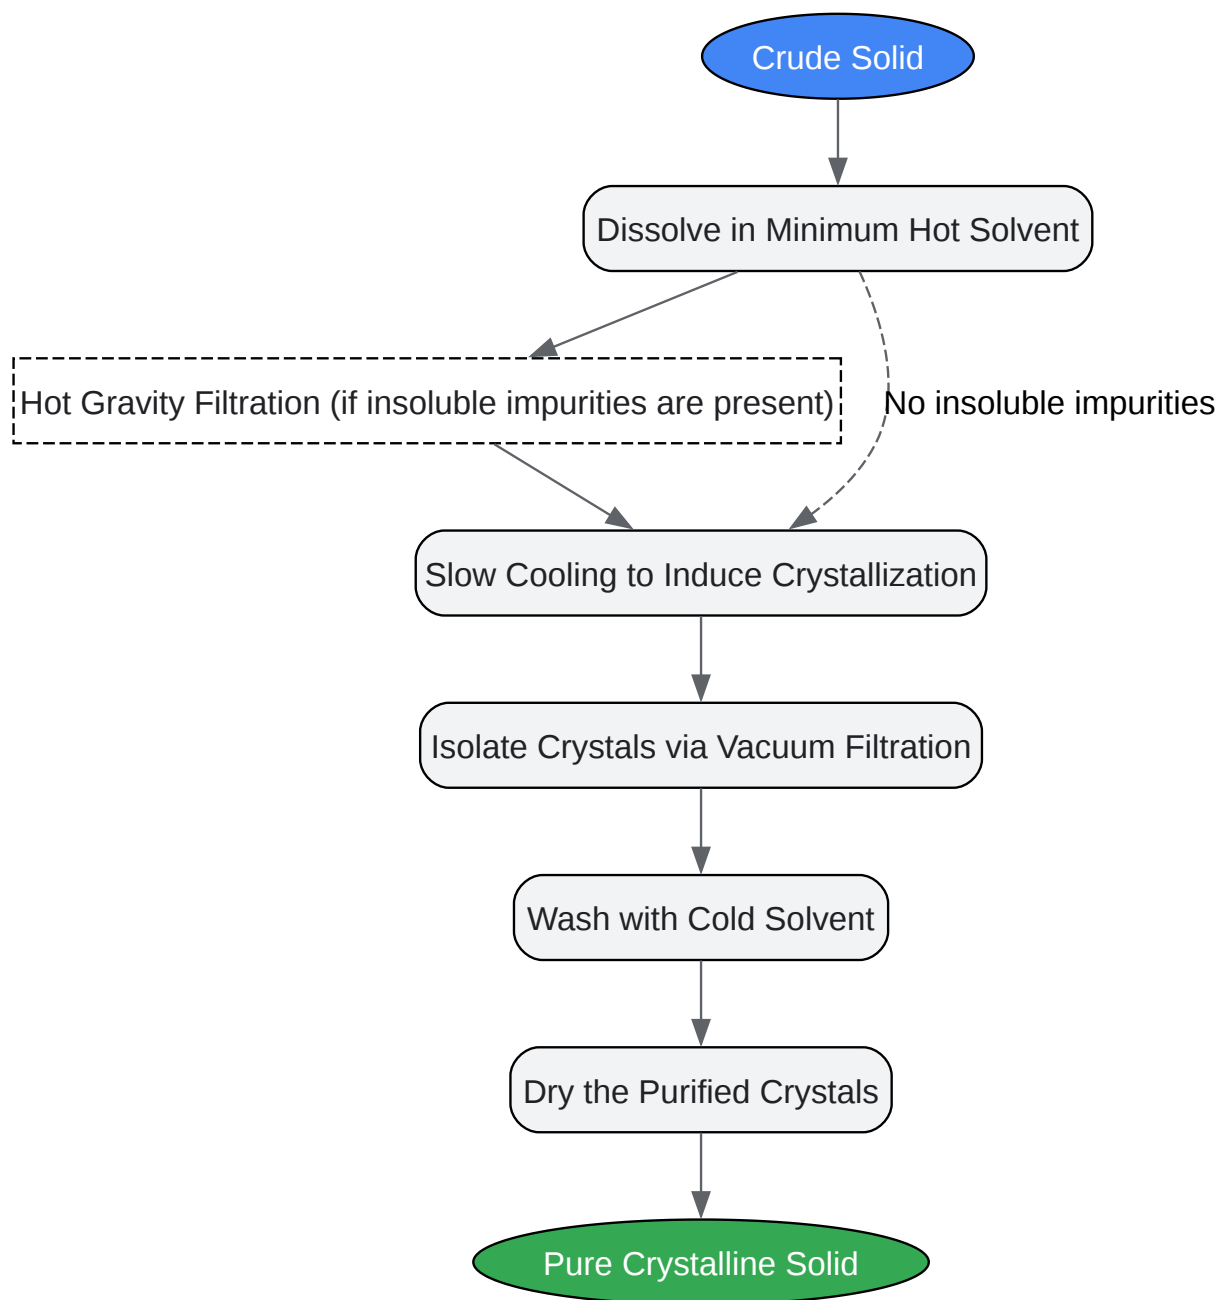 Crude Solid
Dissolve in Minimum Hot Solvent
Hot Gravity Filtration (if insoluble impurities are present)
No insoluble impurities
Slow Cooling to Induce Crystallization
Isolate Crystals via Vacuum Filtration
Wash with Cold Solvent
Dry the Purified Crystals
Pure Crystalline Solid